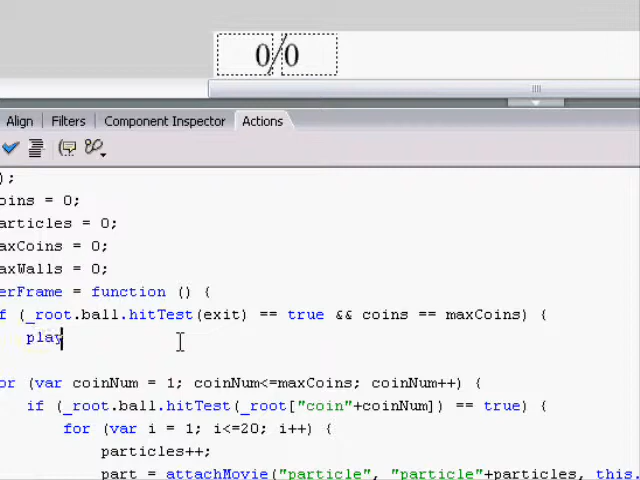 0/0
Align Filters Component Inspector Actions
);
oins = 0;
articles = 0;
axCoins = 0;
axWalls = 0;
erFrame = function () {
f (_root.ball.hitTest(exit) == true && coins == maxCoins) {
play
or (var coinNum = 1; coinNum<=maxCoins; coinNum++) {
if (_root.ball.hitTest(_root["coin"+coinNum]) == true) {
for (var i = 1; i<=20; i++) {
particles++;
part = attachMovie("particle", "particle"+particles, this.